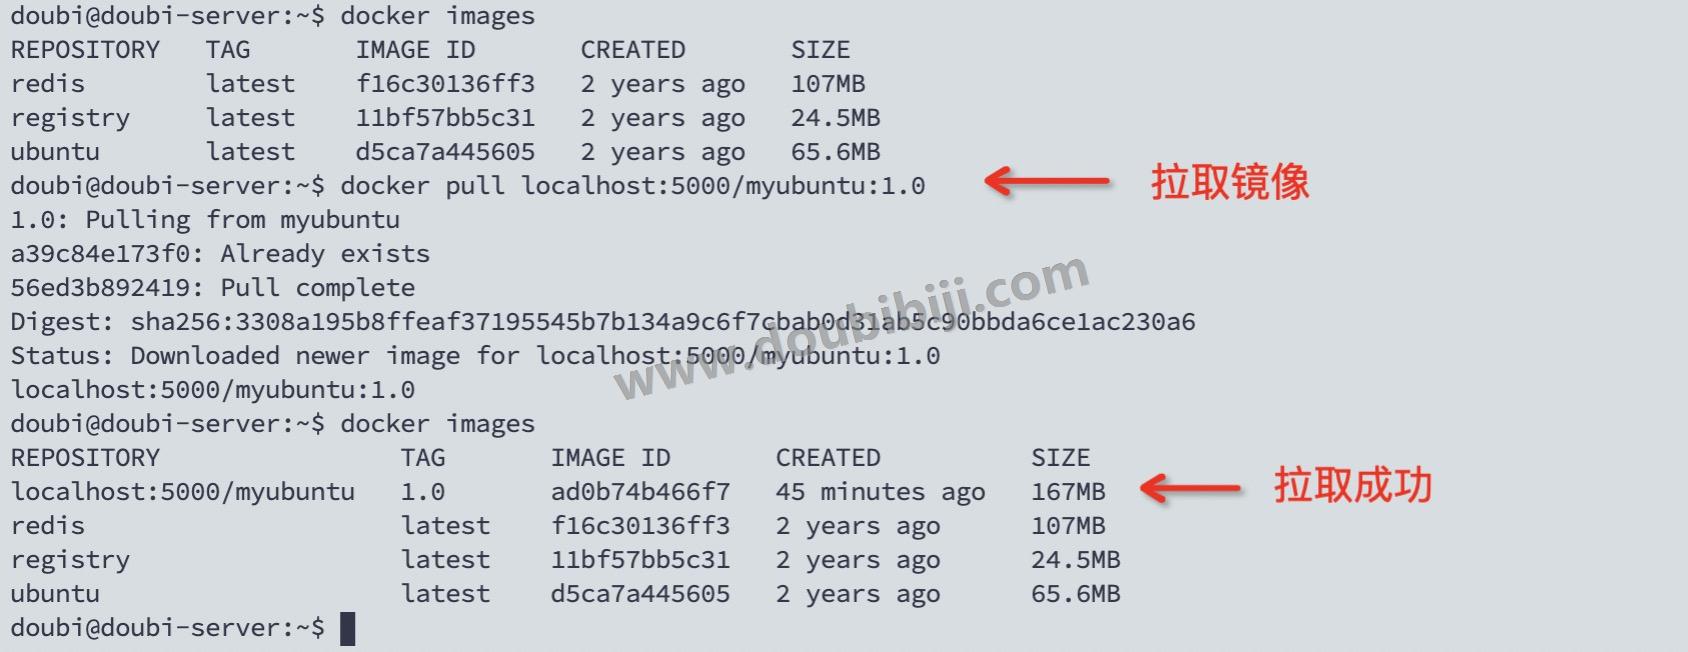 doubi@doubi-server:~$ docker images
REPOSITORY TAG IMAGE ID CREATED SIZE
redis latest f16c30136ff3 2 years ago 107MB
registry latest 11bf57bb5c31 2 years ago 24.5MB
ubuntu latest d5ca7a445605 2 years ago 65.6MB
doubi@doubi-server:~$ docker pull localhost:5000/myubuntu:1.0 拉取镜像
1.0: Pulling from myubuntu
a39c84e173f0: Already exists
56ed3b892419: Pull complete
Digest: sha256:3308a195b8ffeaf37195545b7b134a9c6f7cbab0d31ab5c90bbda6ce1ac230a6
Status: Downloaded newer image for localhost:5000/myubuntu:1.0
www.doubibiji.com
localhost:5000/myubuntu:1.0
doubi@doubi-server:~$ docker images
REPOSITORY TAG IMAGE ID CREATED SIZE
localhost:5000/myubuntu 1.0 ad0b74b466f7 45 minutes ago 167MB 拉取成功
redis latest f16c30136ff3 2 years ago 107MB
registry latest 11bf57bb5c31 2 years ago 24.5MB
ubuntu latest d5ca7a445605 2 years ago 65.6MB
doubi@doubi-server:~$